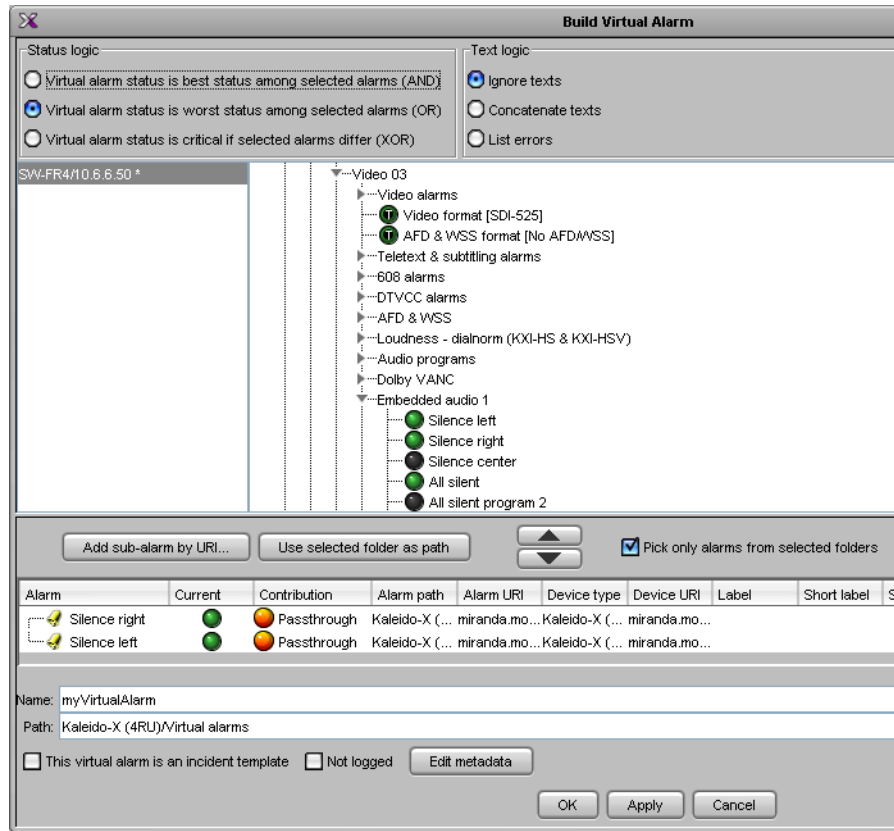 Build Virtual Alarm
Status logic
Virtual alarm status is best status among selected alarms (AND)
Virtual alarm status is worst status among selected alarms (OR)
Virtual alarm status is critical if selected alarms differ (XOR)
Text logic
Ignore texts
Concatenate texts
List errors
SW-FR4/10.6.6.50 *
Video 03
Video alarms
T Video format [SDI-525]
T AFD & WSS format [No AFD/WSS]
Teletext & subtitling alarms
608 alarms
DTVCC alarms
AFD & WSS
Loudness - dialnorm (KXI-HS & KXI-HSV)
Audio programs
Dolby VANC
Embedded audio 1
Silence left
Silence right
Silence center
All silent
All silent program 2
Add sub-alarm by URI... Use selected folder as path Pick only alarms from selected folders
Alarm Current Contribution Alarm path Alarm URI Device type Device URI Label Short label S
Silence right Passthrough Kaleido-X (... miranda.mo... Kaleido-X (... miranda.mo...
Silence left Passthrough Kaleido-X (... miranda.mo... Kaleido-X (... miranda.mo...
Name: myVirtualAlarm
Path: Kaleido-X (4RU)/Virtual alarms
This virtual alarm is an incident template Not logged Edit metadata
OK Apply Cancel